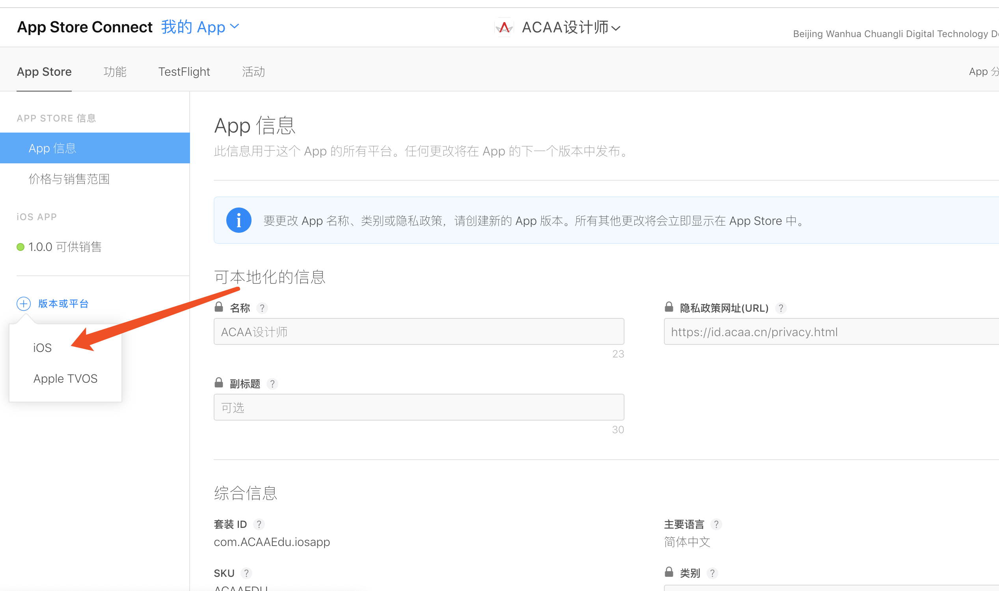 App Store Connect 我的 App
ACAA设计师
Beijing Wanhua Chuangli Digital Technology
App Store 功能 TestFlight 活动
App
APP STORE 信息
App 信息
价格与销售范围
iOS APP
1.0.0 可供销售
版本或平台
iOS
Apple TVOS
App 信息
此信息用于这个 App 的所有平台。任何更改将在 App 的下一个版本中发布。
要更改 App 名称、类别或隐私政策，请创建新的 App 版本。所有其他更改将会立即显示在 App Store 中。
可本地化的信息
名称 ?
ACAA设计师
23
隐私政策网址(URL) ?
https://id.acaa.cn/privacy.html
副标题 ?
可选
30
综合信息
套装 ID ?
com.ACAAEdu.iosapp
主要语言 ?
简体中文
SKU ?
ACAAEDU
类别 ?